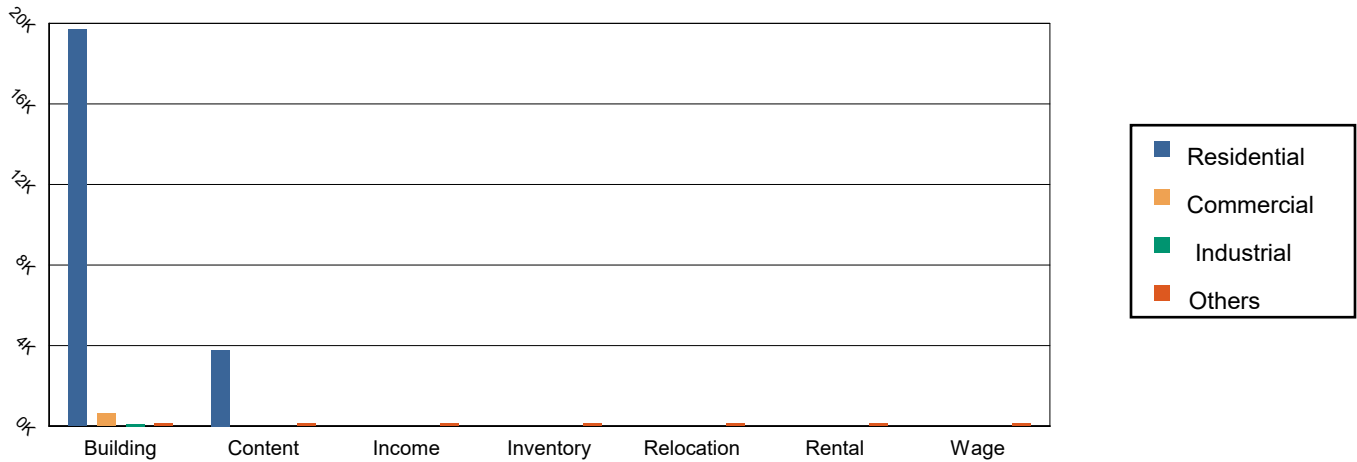 20K
16K
12K
8K
4K
0K
Building Content Income Inventory Relocation Rental Wage
Residential
Commercial
Industrial
Others